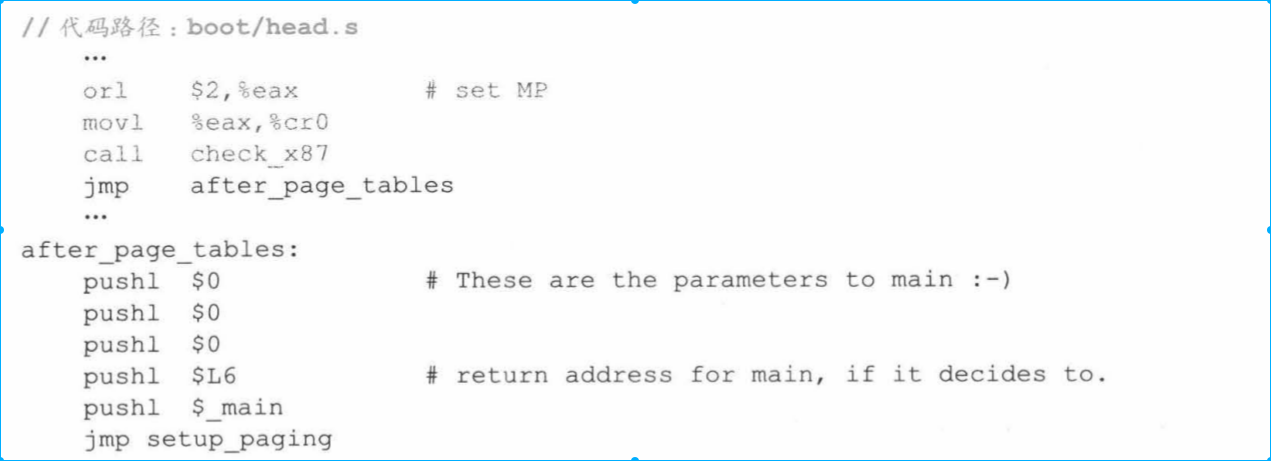 // 代码路径：boot/head.s
…
orl $2,%eax # set MP
movl %eax,%cr0
call check_x87
jmp after_page_tables
…
after_page_tables:
pushl $0 # These are the parameters to main :-)
pushl $0
pushl $0
pushl $L6 # return address for main, if it decides to.
pushl $_main
jmp setup_paging